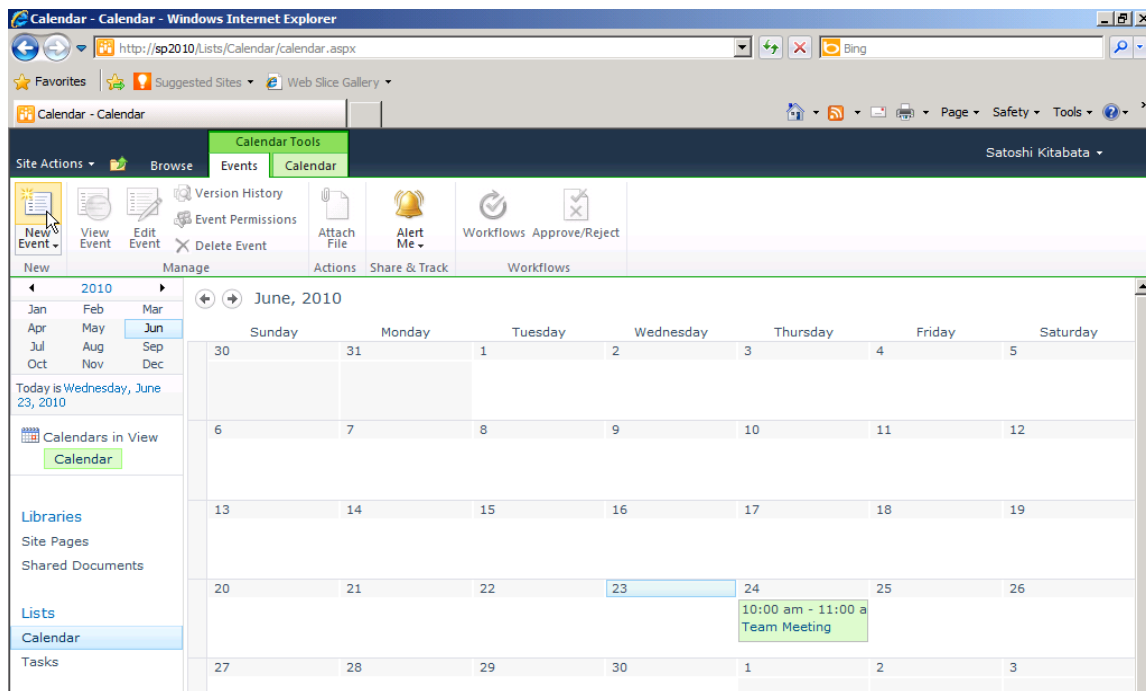 Calendar - Calendar - Windows Internet Explorer
http://sp2010/Lists/Calendar/calendar.aspx
Bing
Favorites Suggested Sites Web Slice Gallery
Calendar - Calendar
Page Safety Tools
Calendar Tools
Site Actions Browse Events Calendar
Satoshi Kitabata
New Event
View Event
Edit Event
Version History
Event Permissions
Delete Event
Attach File
Alert Me
Workflows
Approve/Reject
New Manage Actions Share & Track Workflows
2010
Jan Feb Mar
Apr May Jun
Jul Aug Sep
Oct Nov Dec
Today is Wednesday, June 23, 2010
Calendars in View
Calendar
Libraries
Site Pages
Shared Documents
Lists
Calendar
Tasks
June, 2010
Sunday Monday Tuesday Wednesday Thursday Friday Saturday
30 31 1 2 3 4 5
6 7 8 9 10 11 12
13 14 15 16 17 18 19
20 21 22 23 24 25 26
10:00 am - 11:00 a
Team Meeting
27 28 29 30 1 2 3